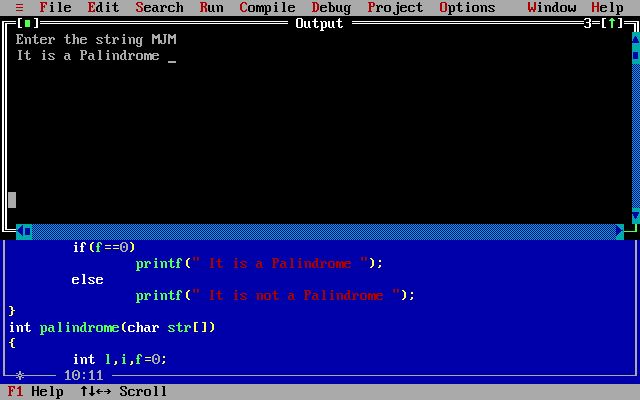 ≡ File Edit Search Run Compile Debug Project Options Window Help
[■] Output 3=[↑]
Enter the string MJM
It is a Palindrome _
if(f==0)
printf(" It is a Palindrome ");
else
printf(" It is not a Palindrome ");
}
int palindrome(char str[])
{
int l,i,f=0;
* 10:11
F1 Help ↑↓↔ Scroll